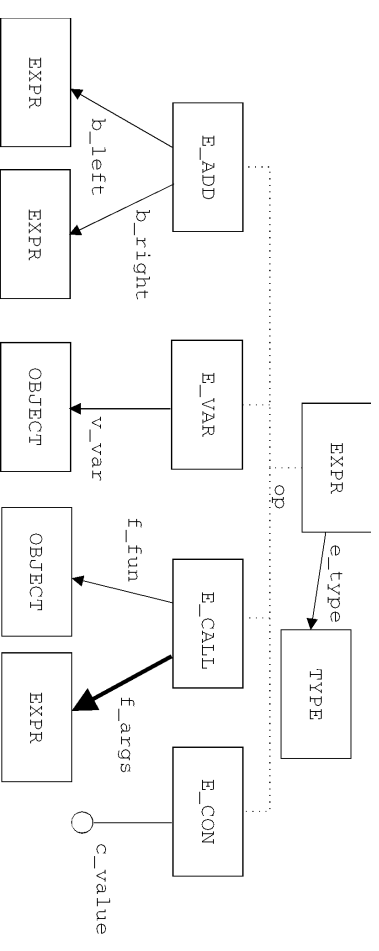 EXPR
e_type
TYPE
op
E_ADD
E_VAR
E_CALL
E_CON
b_left
b_right
v_var
f_fun
f_args
c_value
EXPR
EXPR
OBJECT
OBJECT
EXPR